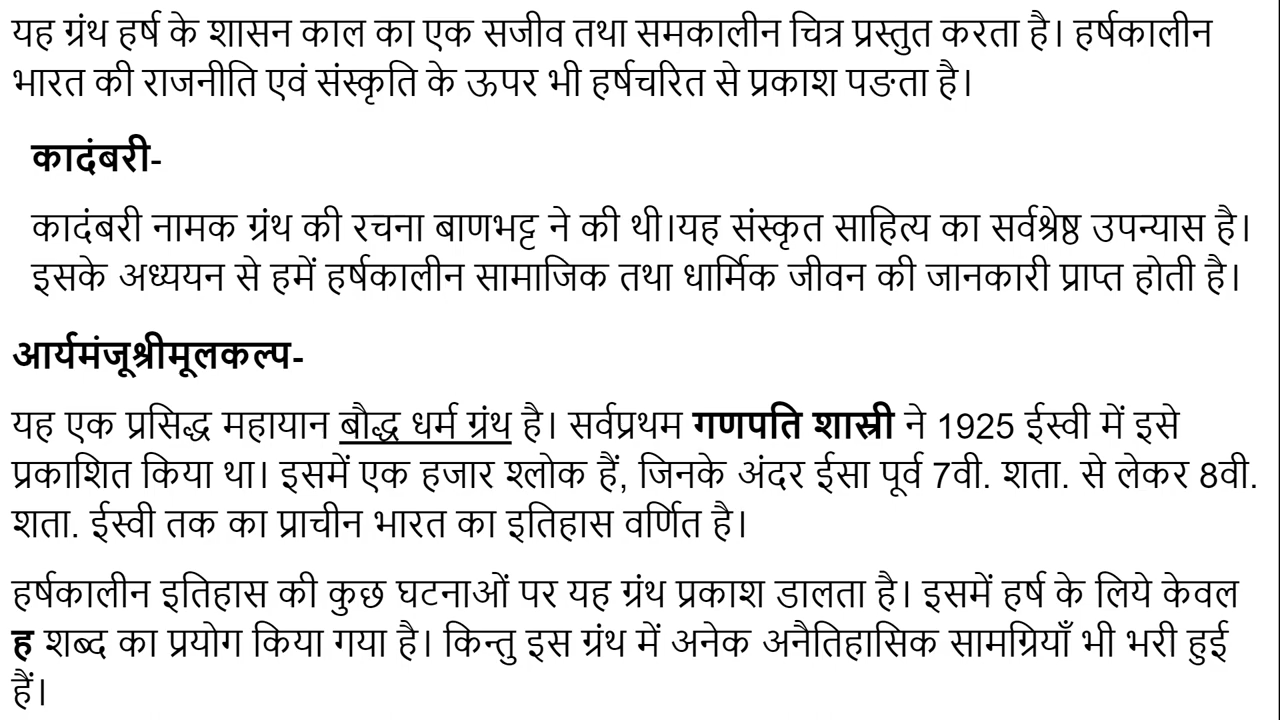 यह ग्रंथ हर्ष के शासन काल का एक सजीव तथा समकालीन चित्र प्रस्तुत करता है। हर्षकालीन
भारत की राजनीति एवं संस्कृति के ऊपर भी हर्षचरित से प्रकाश पङता है।
कादंबरी-
कादंबरी नामक ग्रंथ की रचना बाणभट्ट ने की थी।यह संस्कृत साहित्य का सर्वश्रेष्ठ उपन्यास है।
इसके अध्ययन से हमें हर्षकालीन सामाजिक तथा धार्मिक जीवन की जानकारी प्राप्त होती है।
आर्यमंजूश्रीमूलकल्प-
यह एक प्रसिद्ध महायान बौद्ध धर्म ग्रंथ है। सर्वप्रथम गणपति शास्री ने 1925 ईस्वी में इसे
प्रकाशित किया था। इसमें एक हजार श्लोक हैं, जिनके अंदर ईसा पूर्व 7वी. शता. से लेकर 8वी.
शता. ईस्वी तक का प्राचीन भारत का इतिहास वर्णित है।
हर्षकालीन इतिहास की कुछ घटनाओं पर यह ग्रंथ प्रकाश डालता है। इसमें हर्ष के लिये केवल
ह शब्द का प्रयोग किया गया है। किन्तु इस ग्रंथ में अनेक अनैतिहासिक सामग्रियाँ भी भरी हुई
हैं।